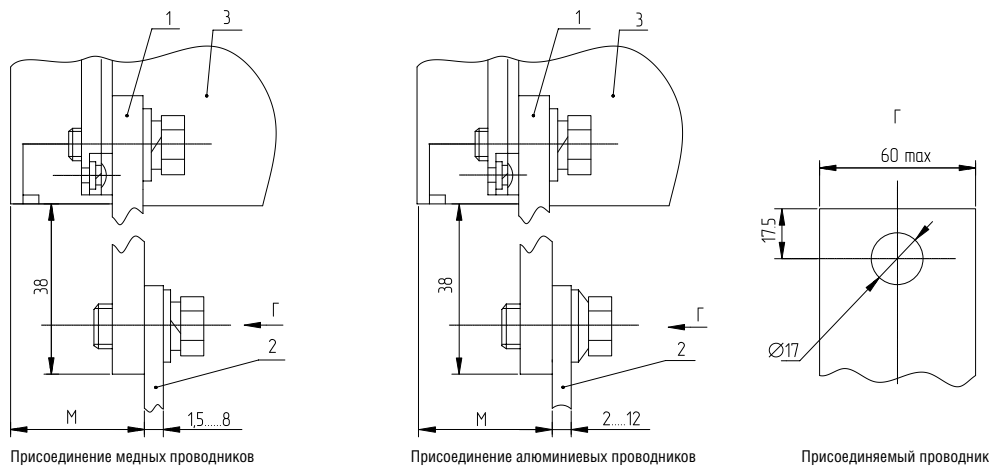 1
3
38
Г
2
М
1,5.....8
Присоединение медных проводников
1
3
38
Г
2
М
2.....12
Присоединение алюминиевых проводников
Г
60 max
17.5
Ø17
Присоединяемый проводник